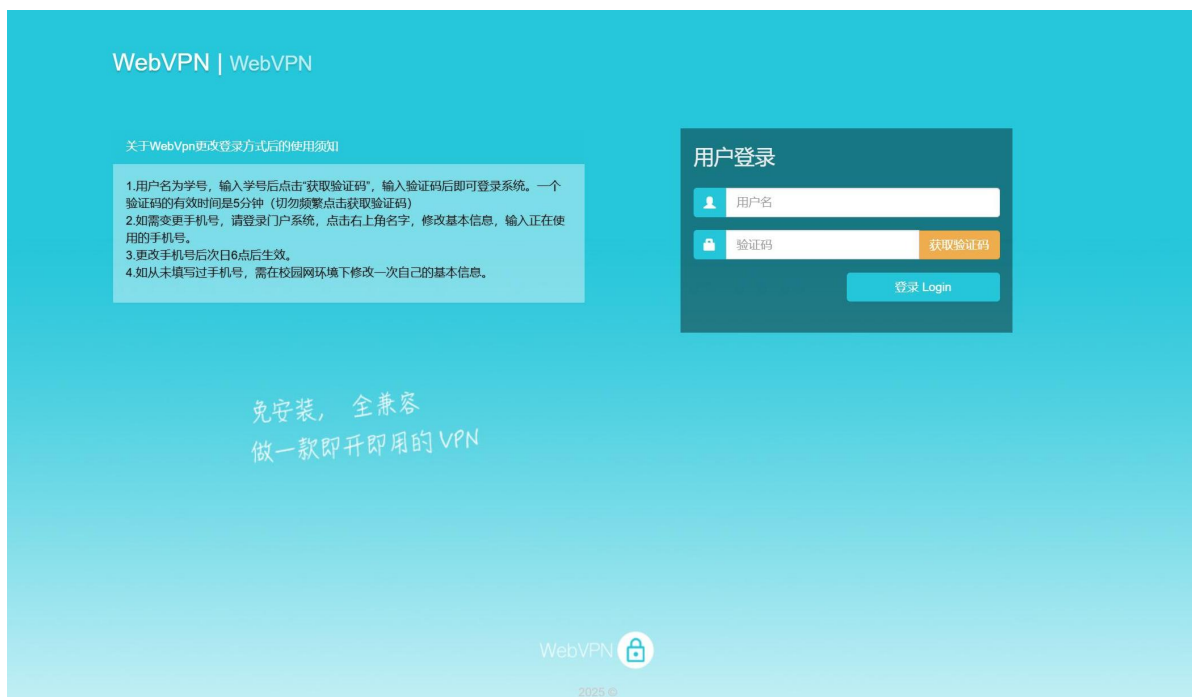 WebVPN | WebVPN
关于WebVpn更改登录方式后的使用须知
1.用户名为学号，输入学号后点击“获取验证码”，输入验证码后即可登录系统。一个
验证码的有效时间是5分钟（切勿频繁点击获取验证码）
2.如需变更手机号，请登录门户系统，点击右上角名字，修改基本信息，输入正在使
用的手机号。
3.更改手机号后次日6点后生效。
4.如从未填写过手机号，需在校园网环境下修改一次自己的基本信息。
用户登录
用户名
验证码 获取验证码
登录 Login
免安装， 全兼容
做一款即开即用的 VPN
WebVPN
2025 ©